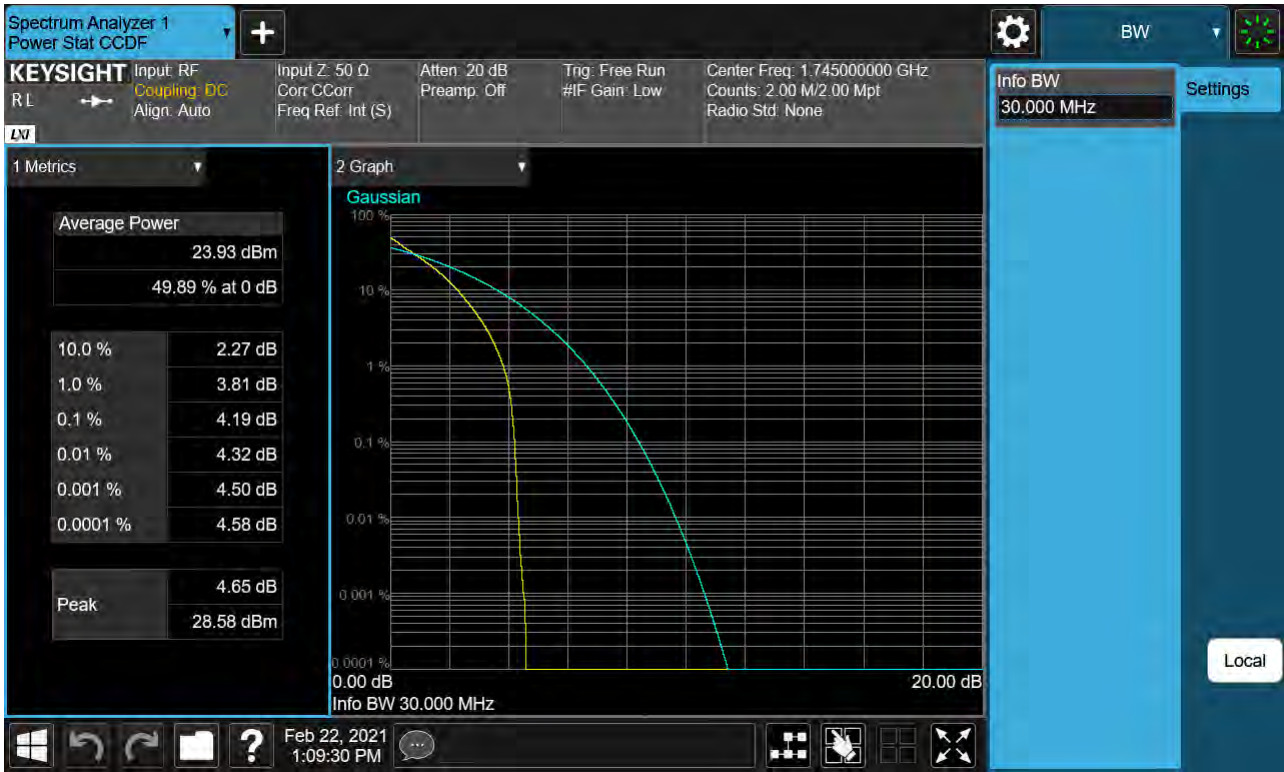 Spectrum Analyzer 1
Power Stat CCDF
BW
KEYSIGHT
R L
LXI
Input: RF
Coupling: DC
Align: Auto
Input Z: 50 Ω
Corr CCorr
Freq Ref: Int (S)
Atten: 20 dB
Preamp: Off
Trig: Free Run
#IF Gain: Low
Center Freq: 1.745000000 GHz
Counts: 2.00 M/2.00 Mpt
Radio Std: None
Info BW
30.000 MHz
Settings
1 Metrics
Average Power
23.93 dBm
49.89 % at 0 dB
10.0 % 2.27 dB
1.0 % 3.81 dB
0.1 % 4.19 dB
0.01 % 4.32 dB
0.001 % 4.50 dB
0.0001 % 4.58 dB
Peak
4.65 dB
28.58 dBm
2 Graph
Gaussian
100 %
10 %
1 %
0.1 %
0.01 %
0.001 %
0.0001 %
0.00 dB 20.00 dB
Info BW 30.000 MHz
Local
?
Feb 22, 2021
1:09:30 PM